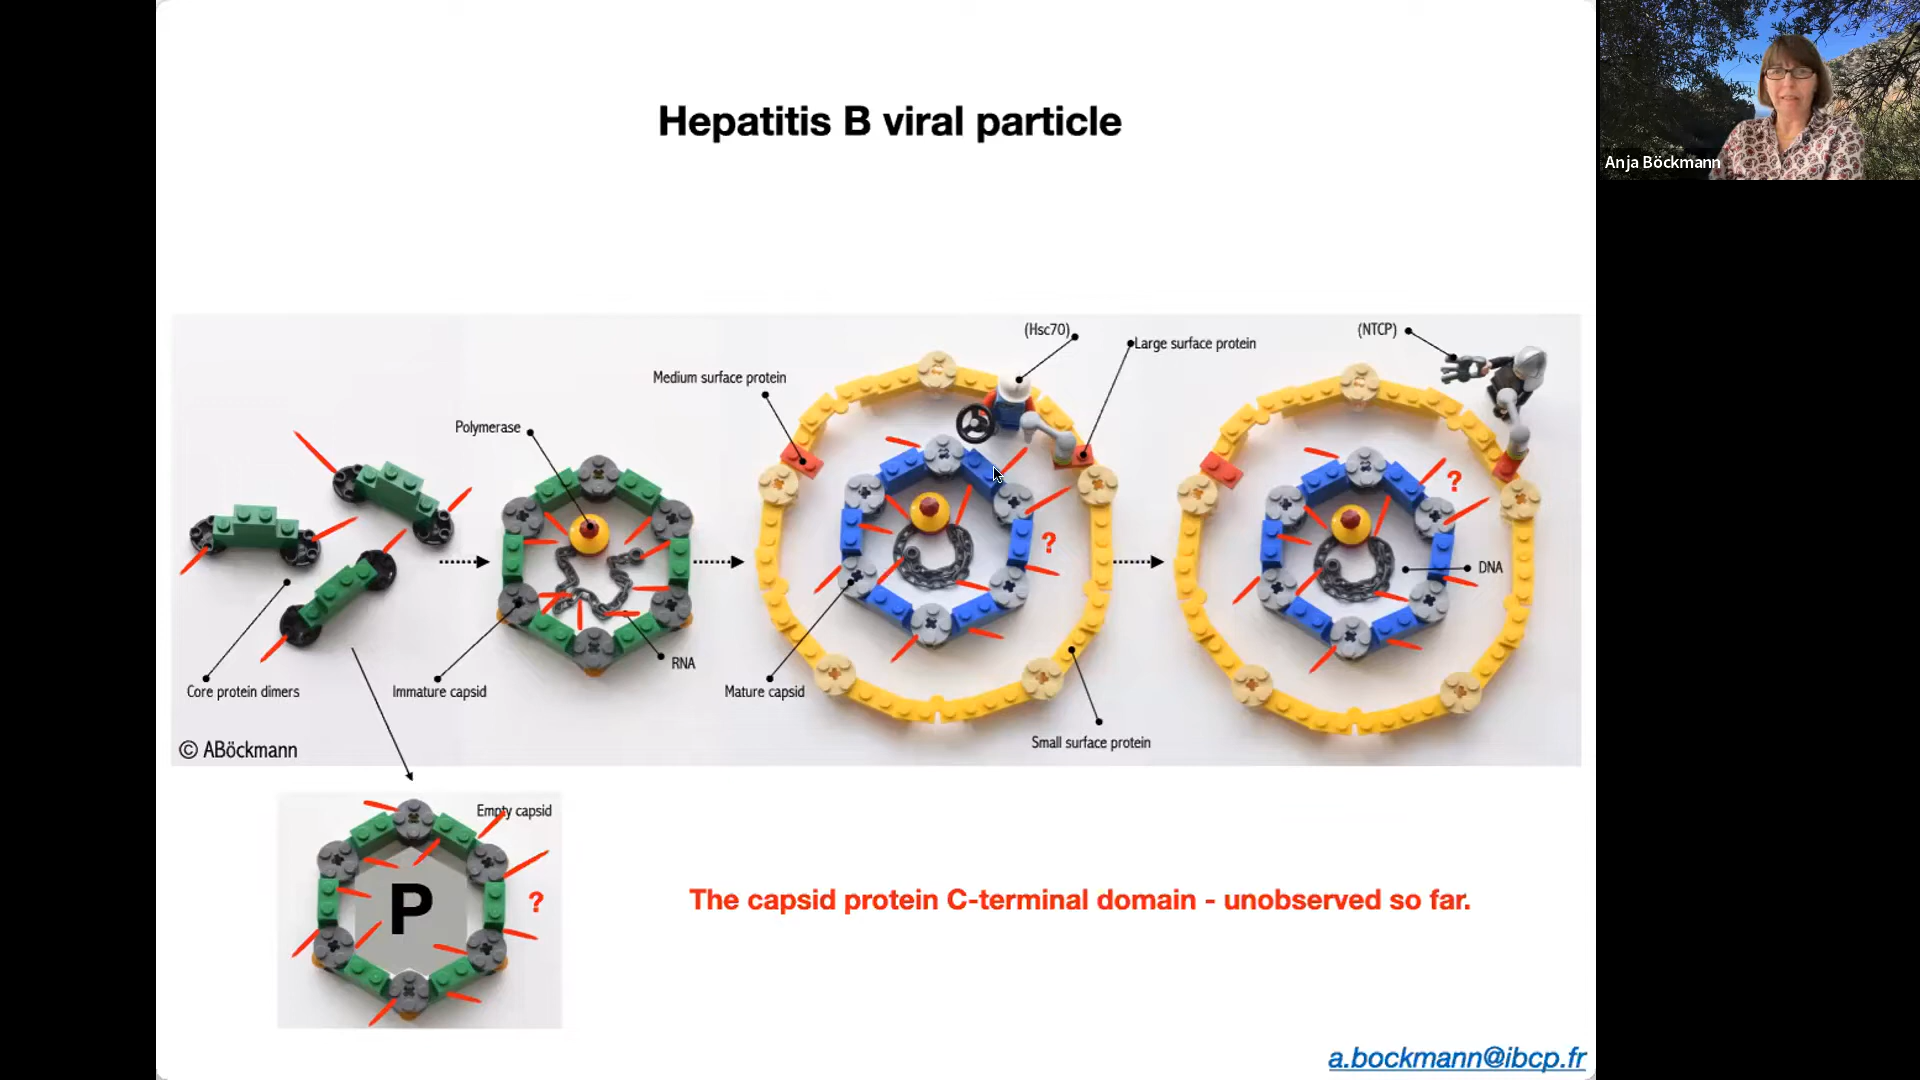 Hepatitis B viral particle
Anja Böckmann
(Hsc70)
Large surface protein
(NTCP)
Medium surface protein
Polymerase
?
?
DNA
RNA
Core protein dimers
Immature capsid
Mature capsid
Small surface protein
© ABöckmann
Empty capsid
P
?
The capsid protein C-terminal domain - unobserved so far.
a.bockmann@ibcp.fr